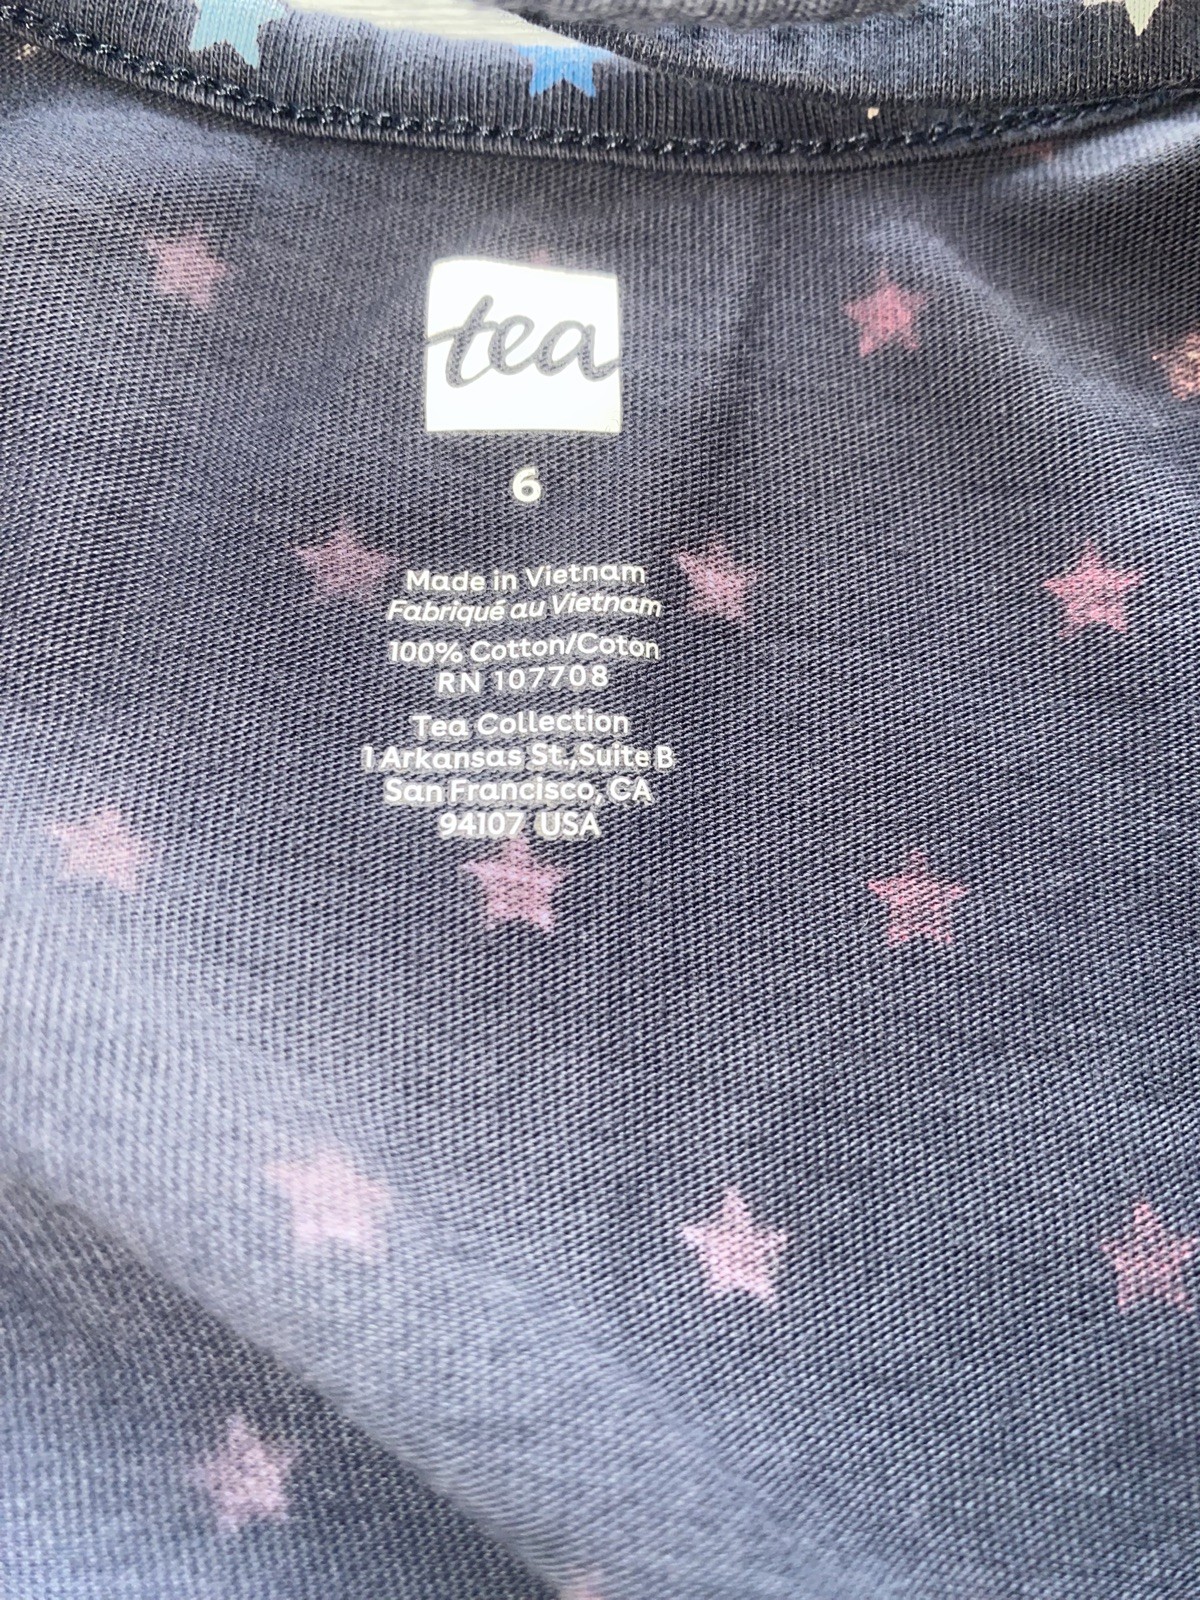 tea
6
Made in Vietnam
Fabriqué au Vietnam
100% Cotton/Coton
RN 107708
Tea Collection
1 Arkansas St.,Suite B
San Francisco, CA
94107 USA